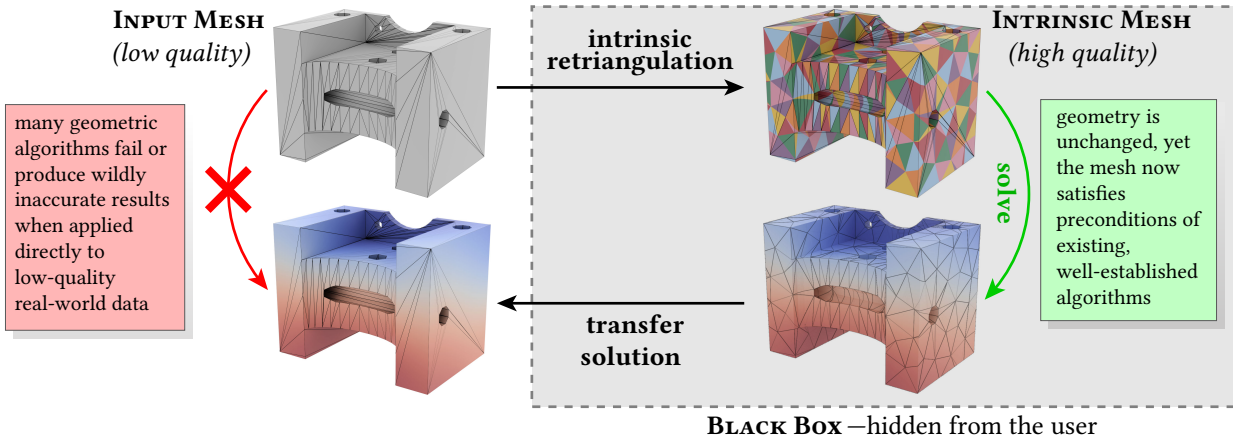 INPUT MESH
(low quality)
many geometric
algorithms fail or
produce wildly
inaccurate results
when applied
directly to
low-quality
real-world data
intrinsic
retriangulation
transfer
solution
INTRINSIC MESH
(high quality)
solve
geometry is
unchanged, yet
the mesh now
satisfies
preconditions of
existing,
well-established
algorithms
BLACK BOX —hidden from the user